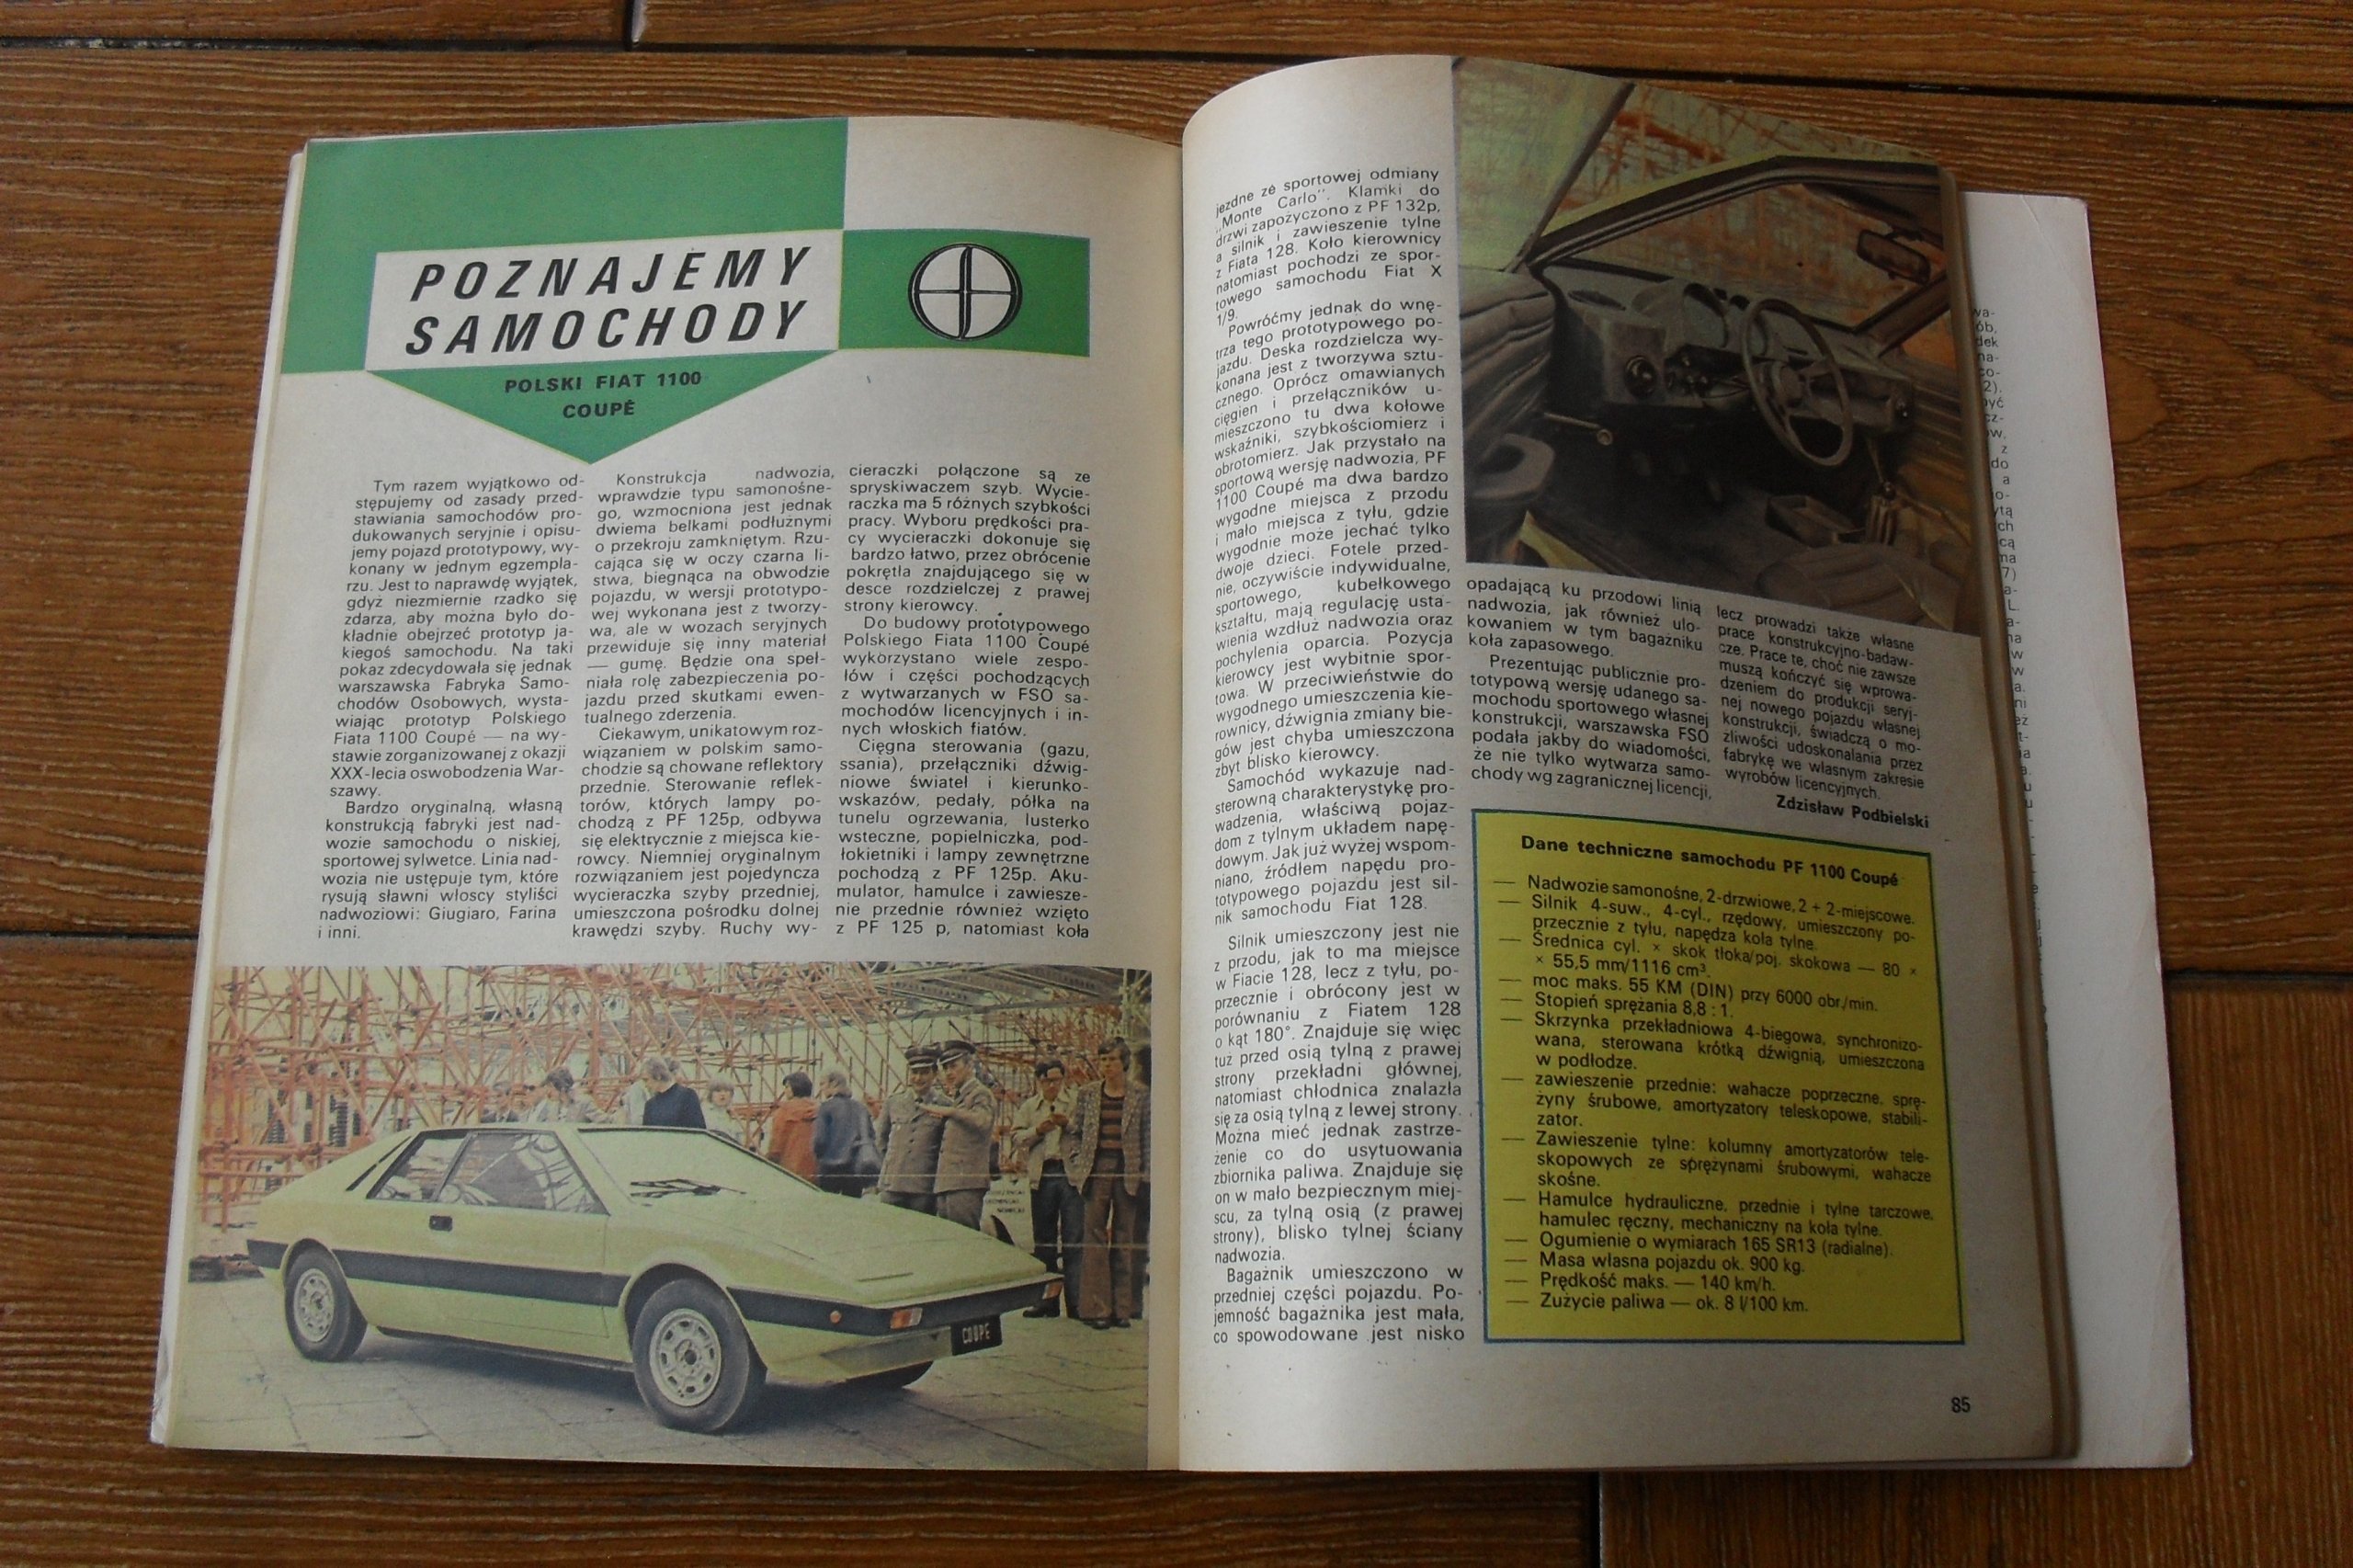 POZNAJEMY
SAMOCHODY
POLSKI FIAT 1100
COUPÉ
Tym razem wyjątkowo od-
stępujemy od zasady przed-
stawiania samochodów pro-
dukowanych seryjnie i opisu-
jemy pojazd prototypowy, wy-
konany w jednym egzempla-
rzu. Jest to naprawdę wyjątek,
gdyż niezmiernie rzadko się
zdarza, aby można było do-
kładnie obejrzeć prototyp ja-
kiegoś samochodu. Na taki
pokaz zdecydowała się jednak
warszawska Fabryka Samo-
chodów Osobowych, wysta-
wiając prototyp Polskiego
Fiata 1100 Coupé — na wy-
stawie zorganizowanej z okazji
XXX-lecia oswobodzenia War-
szawy.
Bardzo oryginalną, własną
konstrukcją fabryki jest nad-
wozie samochodu o niskiej,
sportowej sylwetce. Linia nad-
wozia nie ustępuje tym, które
rysują sławni włoscy styliści
nadwoziowi: Giugiaro, Farina
i inni.
Konstrukcja nadwozia,
wprawdzie typu samonośne-
go, wzmocniona jest jednak
dwiema belkami podłużnymi
o przekroju zamkniętym. Rzu-
cająca się w oczy czarna li-
stwa, biegnąca na obwodzie
pojazdu, w wersji prototypo-
wej wykonana jest z tworzy-
wa, ale w wozach seryjnych
przewiduje się inny materiał
— gumę. Będzie ona speł-
niała rolę zabezpieczenia po-
jazdu przed skutkami ewen-
tualnego zderzenia.
Ciekawym, unikatowym roz-
wiązaniem w polskim samo-
chodzie są chowane reflektory
przednie. Sterowanie reflek-
torów, których lampy po-
chodzą z PF 125p, odbywa
się elektrycznie z miejsca kie-
rowcy. Niemniej oryginalnym
rozwiązaniem jest pojedyncza
wycieraczka szyby przedniej,
umieszczona pośrodku dolnej
krawędzi szyby. Ruchy wy-
cieraczki połączone są ze
spryskiwaczem szyb. Wycie-
raczka ma 5 różnych szybkości
pracy. Wyboru prędkości pra-
cy wycieraczki dokonuje się
bardzo łatwo, przez obrócenie
pokrętła znajdującego się w
desce rozdzielczej z prawej
strony kierowcy.
Do budowy prototypowego
Polskiego Fiata 1100 Coupé
wykorzystano wiele zespo-
łów i części pochodzących
z wytwarzanych w FSO sa-
mochodów licencyjnych i in-
nych włoskich fiatów.
Cięgna sterowania (gazu,
ssania), przełączniki dźwig-
niowe świateł i kierunko-
wskazów, pedały, półka na
tunelu ogrzewania, lusterko
wsteczne, popielniczka, pod-
łokietniki i lampy zewnętrzne
pochodzą z PF 125p. Aku-
mulator, hamulce i zawiesze-
nie przednie również wzięto
z PF 125 p, natomiast koła
COUPE
jezdne ze sportowej odmiany
„Monte Carlo”. Klamki do
drzwi zapożyczono z PF 132p,
a silnik i zawieszenie tylne
z Fiata 128. Koło kierownicy
natomiast pochodzi ze spor-
towego samochodu Fiat X
1/9.
Powróćmy jednak do wnę-
trza tego prototypowego po-
jazdu. Deska rozdzielcza wy-
konana jest z tworzywa sztu-
cznego. Oprócz omawianych
cięgien i przełączników u-
mieszczono tu dwa kołowe
wskaźniki, szybkościomierz i
obrotomierz. Jak przystało na
sportową wersję nadwozia, PF
1100 Coupé ma dwa bardzo
wygodne miejsca z przodu
i mało miejsca z tyłu, gdzie
wygodnie może jechać tylko
dwoje dzieci. Fotele przed-
nie, oczywiście indywidualne,
sportowego, kubełkowego
kształtu, mają regulację usta-
wienia wzdłuż nadwozia oraz
pochylenia oparcia. Pozycja
kierowcy jest wybitnie spor-
towa. W przeciwieństwie do
wygodnego umieszczenia kie-
rownicy, dźwignia zmiany bie-
gów jest chyba umieszczona
zbyt blisko kierowcy.
Samochód wykazuje nad-
sterowną charakterystykę pro-
wadzenia, właściwą pojaz-
dom z tylnym układem napę-
dowym. Jak już wyżej wspom-
niano, źródłem napędu pro-
totypowego pojazdu jest sil-
nik samochodu Fiat 128.
Silnik umieszczony jest nie
z przodu, jak to ma miejsce
w Fiacie 128, lecz z tyłu, po-
przecznie i obrócony jest w
porównaniu z Fiatem 128
o kąt 180°. Znajduje się więc
tuż przed osią tylną z prawej
strony przekładni głównej,
natomiast chłodnica znalazła
się za osią tylną z lewej strony.
Można mieć jednak zastrze-
żenie co do usytuowania
zbiornika paliwa. Znajduje się
on w mało bezpiecznym miej-
scu, za tylną osią (z prawej
strony), blisko tylnej ściany
nadwozia.
Bagażnik umieszczono w
przedniej części pojazdu. Po-
jemność bagażnika jest mała,
co spowodowane jest nisko
opadającą ku przodowi linią
nadwozia, jak również ulo-
kowaniem w tym bagażniku
koła zapasowego.
Prezentując publicznie pro-
totypową wersję udanego sa-
mochodu sportowego własnej
konstrukcji, warszawska FSO
podała jakby do wiadomości,
że nie tylko wytwarza samo-
chody wg zagranicznej licencji,
lecz prowadzi także własne
prace konstrukcyjno-badaw-
cze. Prace te, choć nie zawsze
muszą kończyć się wprowa-
dzeniem do produkcji seryj-
nej nowego pojazdu własnej
konstrukcji, świadczą o mo-
żliwości udoskonalania przez
fabrykę we własnym zakresie
wyrobów licencyjnych.
Zdzisław Podbielski
Dane techniczne samochodu PF 1100 Coupé
— Nadwozie samonośne, 2-drzwiowe, 2 + 2-miejscowe.
— Silnik 4-suw., 4-cyl., rzędowy, umieszczony po-
przecznie z tyłu, napędza koła tylne.
— Średnica cyl. × skok tłoka/poj. skokowa — 80 ×
× 55,5 mm/1116 cm³.
— moc maks. 55 KM (DIN) przy 6000 obr./min.
— Stopień sprężania 8,8 : 1.
— Skrzynka przekładniowa 4-biegowa, synchronizo-
wana, sterowana krótką dźwignią, umieszczona
w podłodze.
— zawieszenie przednie: wahacze poprzeczne, sprę-
żyny śrubowe, amortyzatory teleskopowe, stabili-
zator.
— Zawieszenie tylne: kolumny amortyzatorów tele-
skopowych ze sprężynami śrubowymi, wahacze
skośne.
— Hamulce hydrauliczne, przednie i tylne tarczowe,
hamulec ręczny, mechaniczny na koła tylne.
— Ogumienie o wymiarach 165 SR13 (radialne).
— Masa własna pojazdu ok. 900 kg.
— Prędkość maks. — 140 km/h.
— Zużycie paliwa — ok. 8 l/100 km.
85